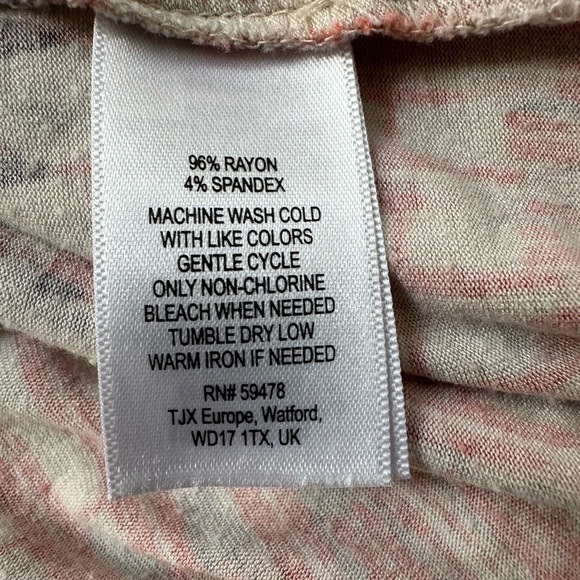 96% RAYON
4% SPANDEX
MACHINE WASH COLD
WITH LIKE COLORS
GENTLE CYCLE
ONLY NON-CHLORINE
BLEACH WHEN NEEDED
TUMBLE DRY LOW
WARM IRON IF NEEDED
RN# 59478
TJX Europe, Watford,
WD17 1TX, UK